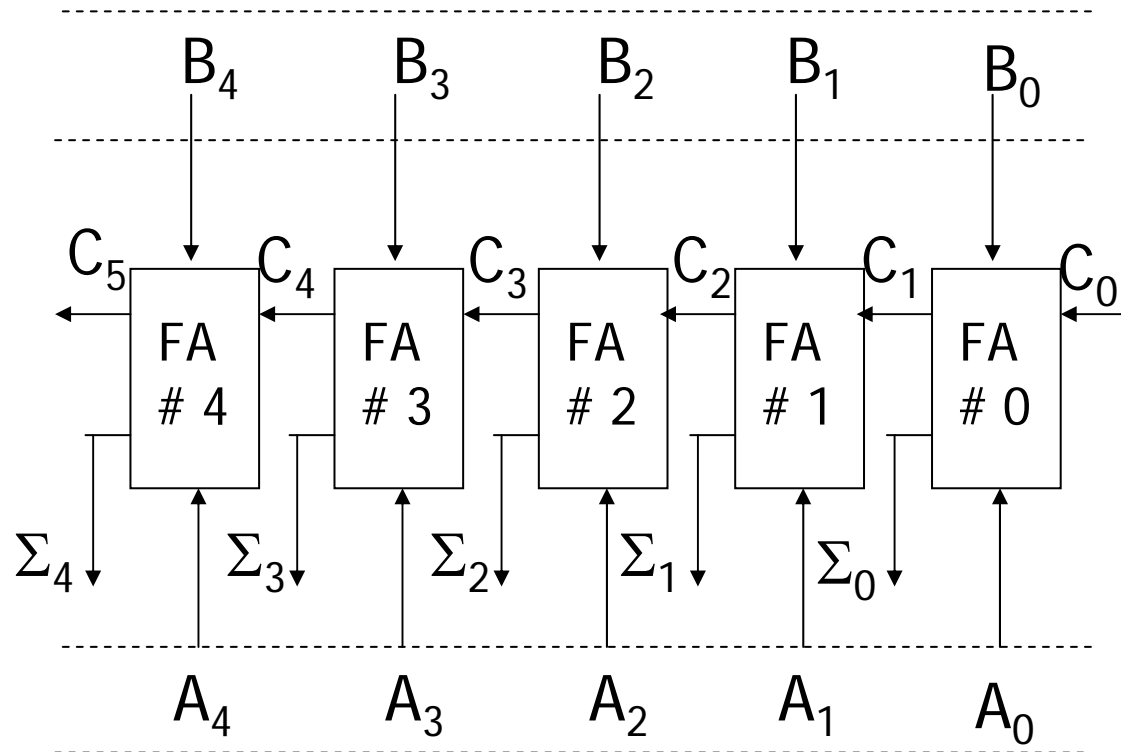 B₄ B₃ B₂ B₁ B₀
C₅ C₄ C₃ C₂ C₁ C₀
FA FA FA FA FA
# 4 # 3 # 2 # 1 # 0
Σ₄ Σ₃ Σ₂ Σ₁ Σ₀
A₄ A₃ A₂ A₁ A₀